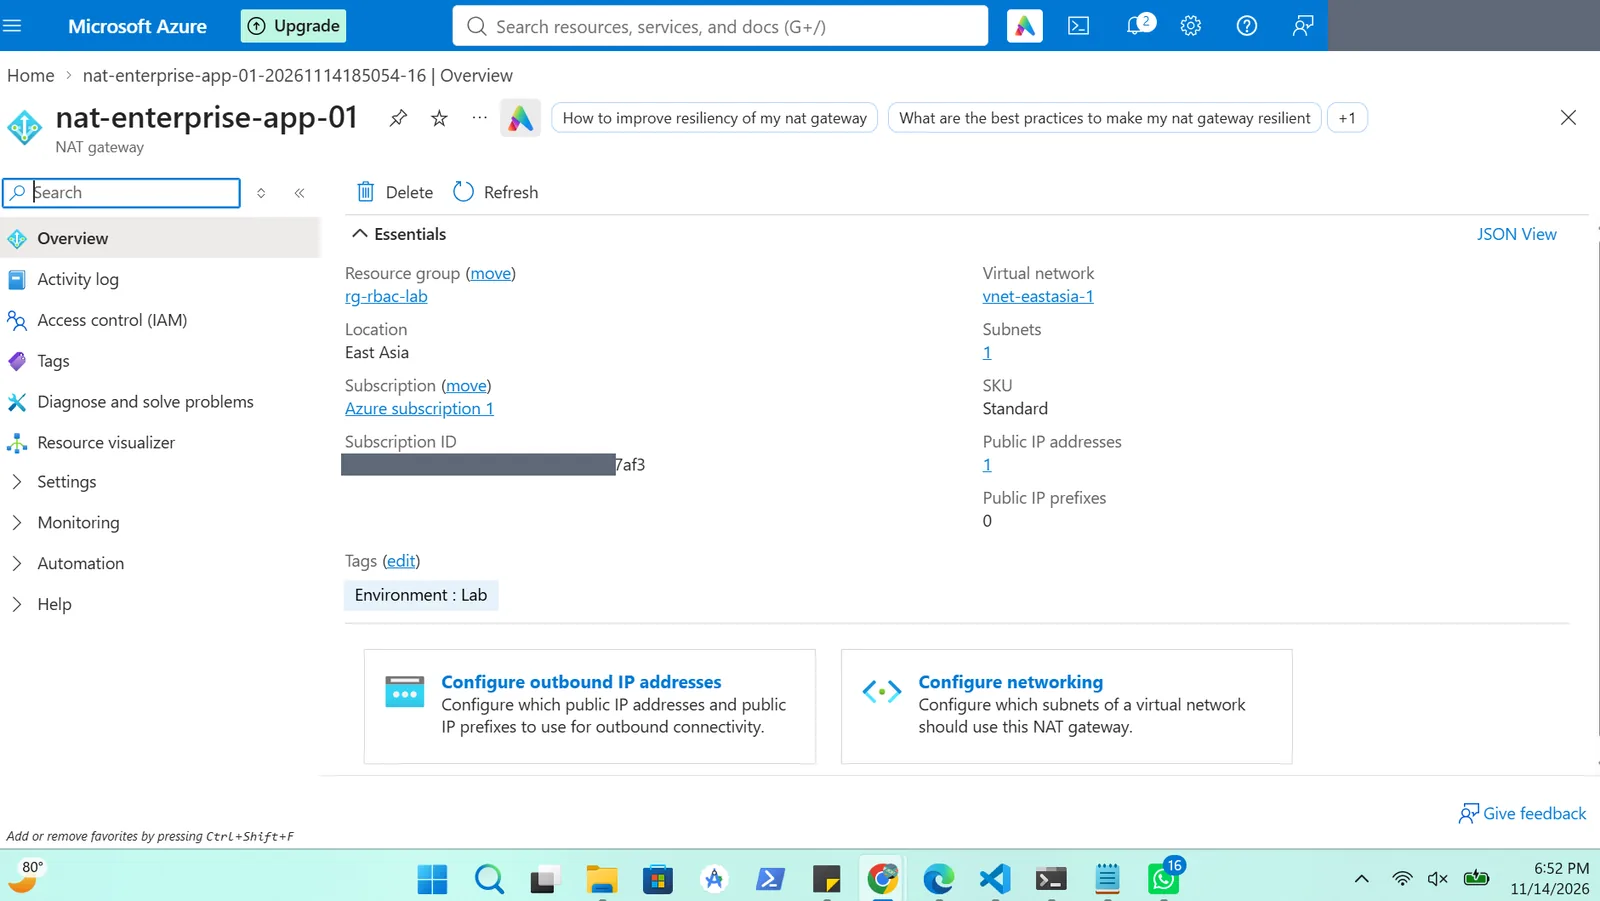 Microsoft Azure
Upgrade
Search resources, services, and docs (G+/)
2
Home > nat-enterprise-app-01-20261114185054-16 | Overview
nat-enterprise-app-01
NAT gateway
How to improve resiliency of my nat gateway
What are the best practices to make my nat gateway resilient
+1
Search
Delete
Refresh
Overview
Activity log
Access control (IAM)
Tags
Diagnose and solve problems
Resource visualizer
Settings
Monitoring
Automation
Help
Essentials
JSON View
Resource group (move)
rg-rbac-lab
Location
East Asia
Subscription (move)
Azure subscription 1
Subscription ID
7af3
Virtual network
vnet-eastasia-1
Subnets
1
SKU
Standard
Public IP addresses
1
Public IP prefixes
0
Tags (edit)
Environment : Lab
Configure outbound IP addresses
Configure which public IP addresses and public
IP prefixes to use for outbound connectivity.
Configure networking
Configure which subnets of a virtual network
should use this NAT gateway.
Give feedback
Add or remove favorites by pressing Ctrl+Shift+F
80°
16
6:52 PM
11/14/2026